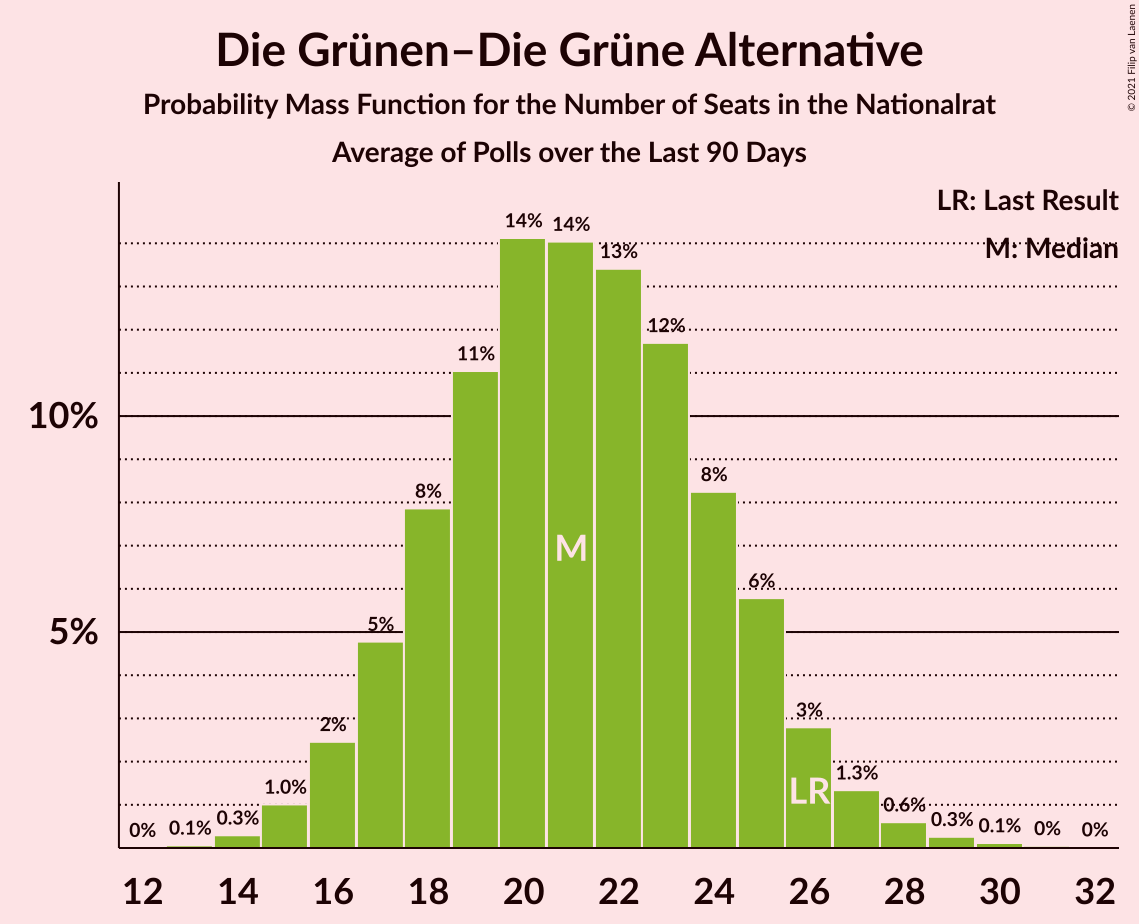 Die Grünen–Die Grüne Alternative
Probability Mass Function for the Number of Seats in the Nationalrat
Average of Polls over the Last 90 Days
© 2021 Filip van Laenen
LR: Last Result
M: Median
14%
14%
13%
12%
11%
10%
8%
8%
M
6%
5%
5%
3%
2%
LR
1.3%
1.0%
0.6%
0.3%
0.3%
0.1%
0.1%
0%
0%
0%
12 14 16 18 20 22 24 26 28 30 32